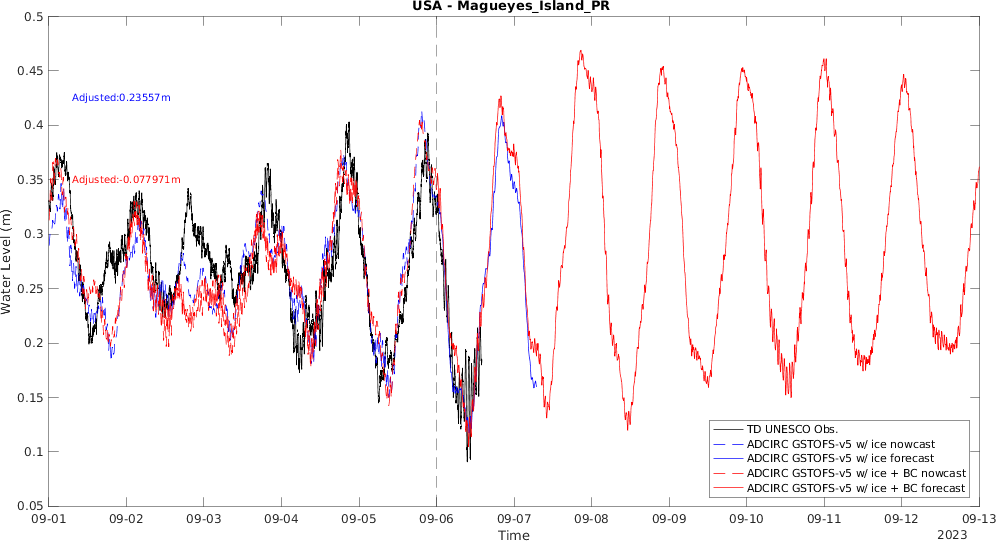 USA - Magueyes_Island_PR
0.5
0.45
0.4
0.35
0.3
0.25
0.2
0.15
0.1
0.05
Water Level (m)
Adjusted:0.23557m
Adjusted:-0.077971m
TD UNESCO Obs.
ADCIRC GSTOFS-v5 w/ ice nowcast
ADCIRC GSTOFS-v5 w/ ice forecast
ADCIRC GSTOFS-v5 w/ ice + BC nowcast
ADCIRC GSTOFS-v5 w/ ice + BC forecast
09-01 09-02 09-03 09-04 09-05 09-06 09-07 09-08 09-09 09-10 09-11 09-12 09-13
Time
2023